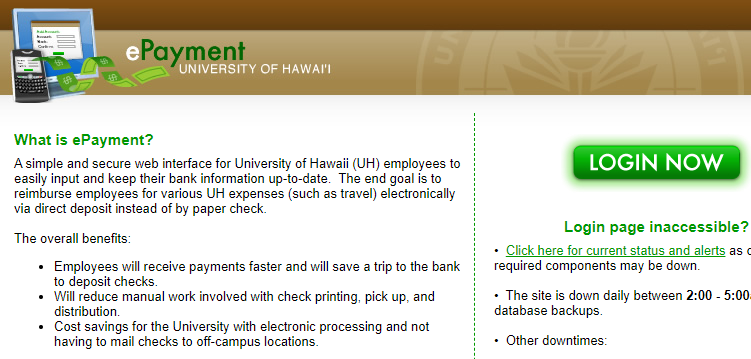 ePayment
UNIVERSITY OF HAWAI'I
What is ePayment?
A simple and secure web interface for University of Hawaii (UH) employees to
easily input and keep their bank information up-to-date.  The end goal is to
reimburse employees for various UH expenses (such as travel) electronically
via direct deposit instead of by paper check.
The overall benefits:
• Employees will receive payments faster and will save a trip to the bank
to deposit checks.
• Will reduce manual work involved with check printing, pick up, and
distribution.
• Cost savings for the University with electronic processing and not
having to mail checks to off-campus locations.
LOGIN NOW
Login page inaccessible?
• Click here for current status and alerts as
required components may be down.
• The site is down daily between 2:00 - 5:00
database backups.
• Other downtimes: